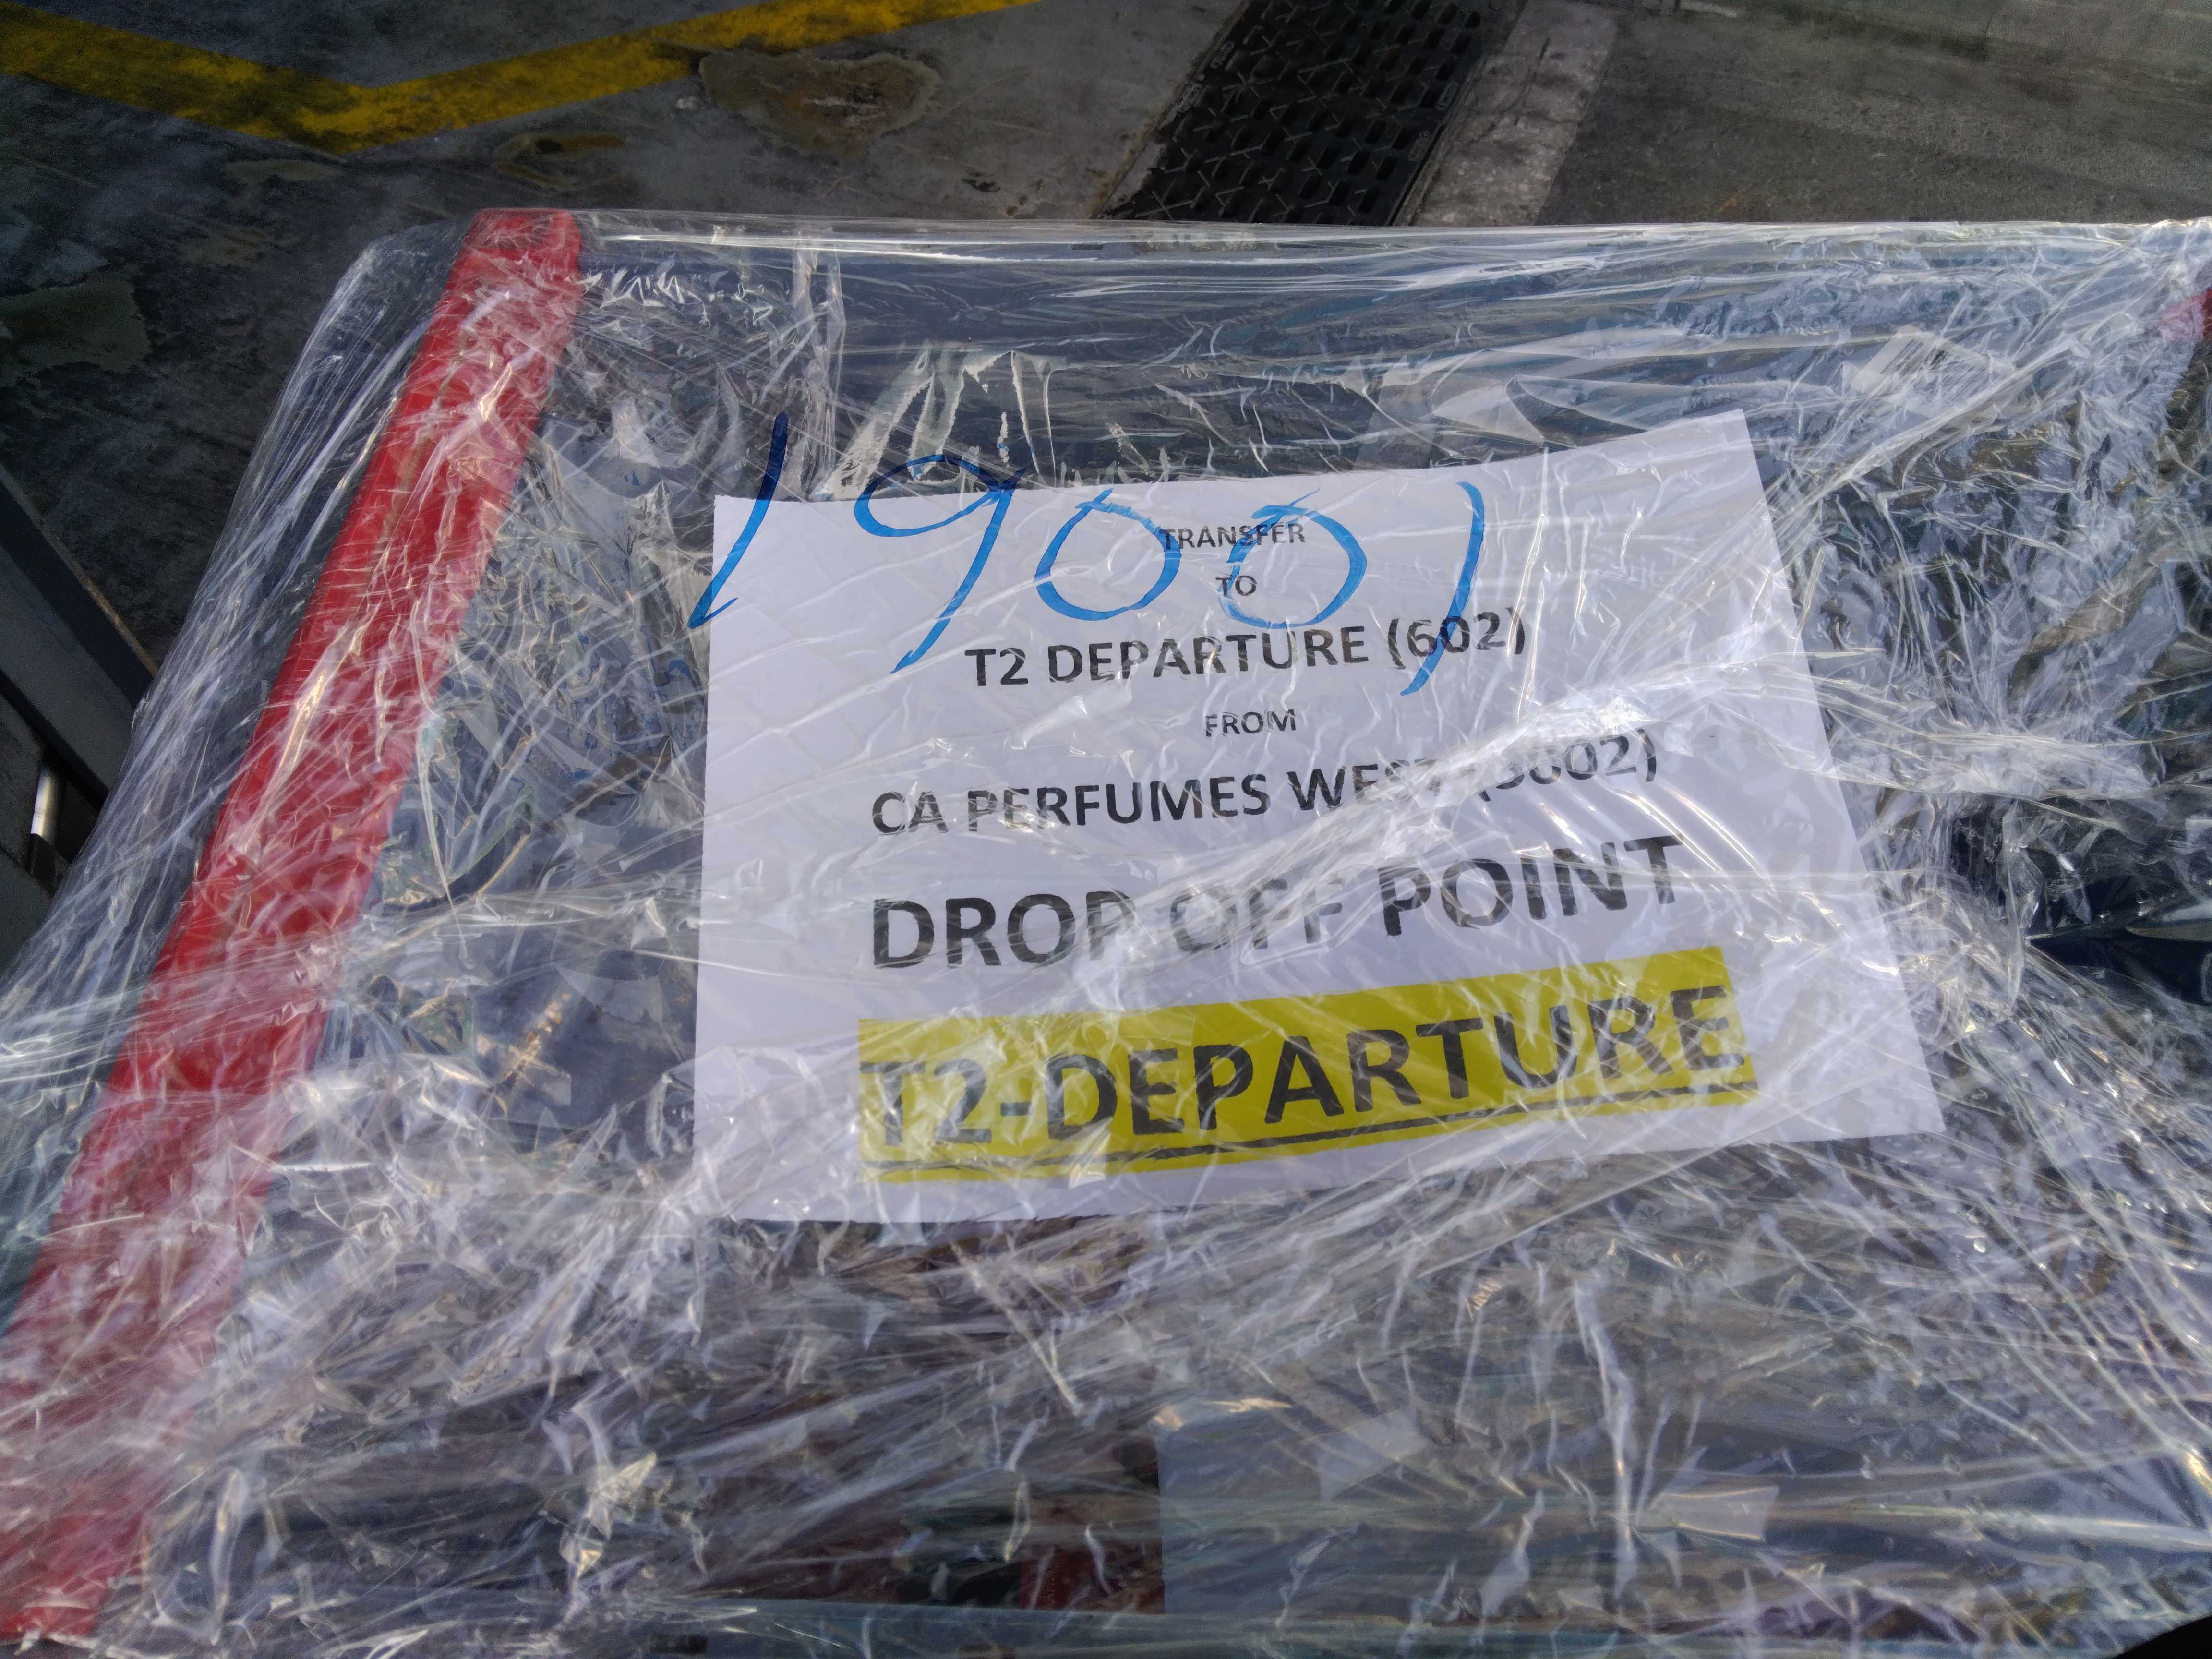 19001
TRANSFER
TO
T2 DEPARTURE (602)
FROM
CA PERFUMES WEST
DROP OFF POINT
T2-DEPARTURE